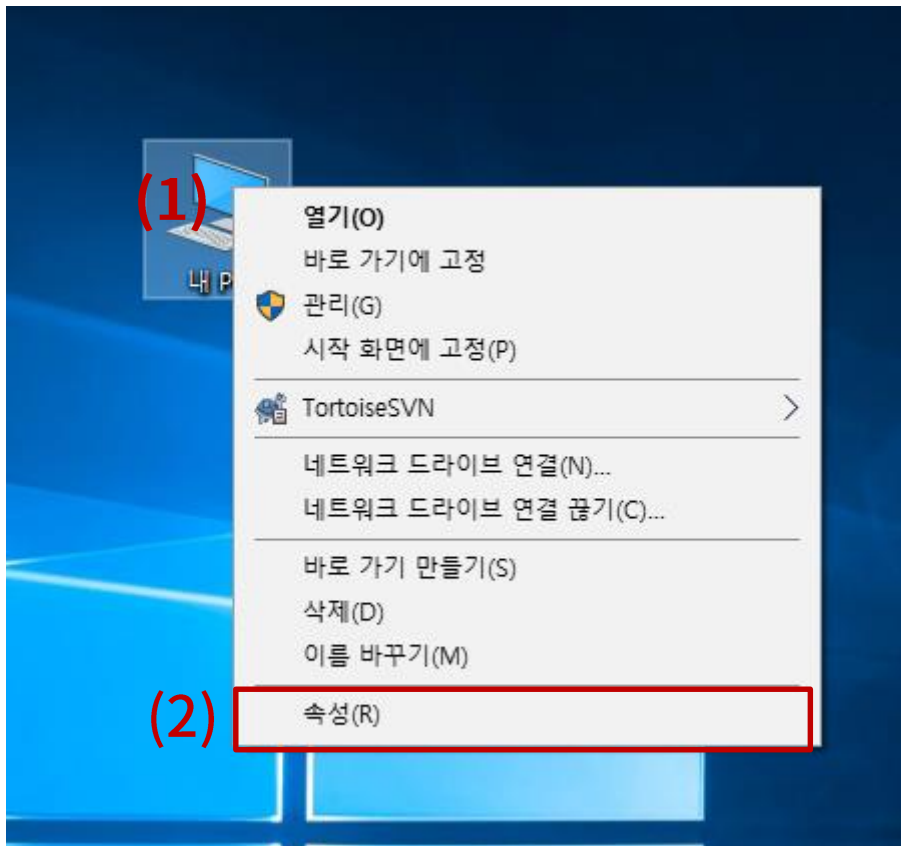 (1)
내 P
열기(O)
바로 가기에 고정
관리(G)
시작 화면에 고정(P)
TortoiseSVN
네트워크 드라이브 연결(N)...
네트워크 드라이브 연결 끊기(C)...
바로 가기 만들기(S)
삭제(D)
이름 바꾸기(M)
(2)
속성(R)